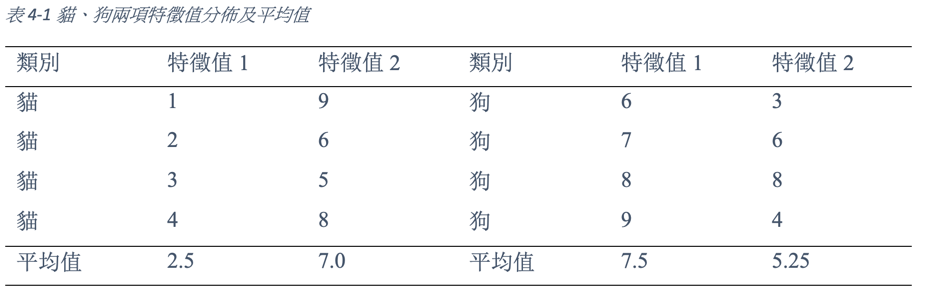 表 4-1 貓、狗兩項特徵值分佈及平均值
類別 特徵值 1 特徵值 2 類別 特徵值 1 特徵值 2
貓 1 9 狗 6 3
貓 2 6 狗 7 6
貓 3 5 狗 8 8
貓 4 8 狗 9 4
平均值 2.5 7.0 平均值 7.5 5.25